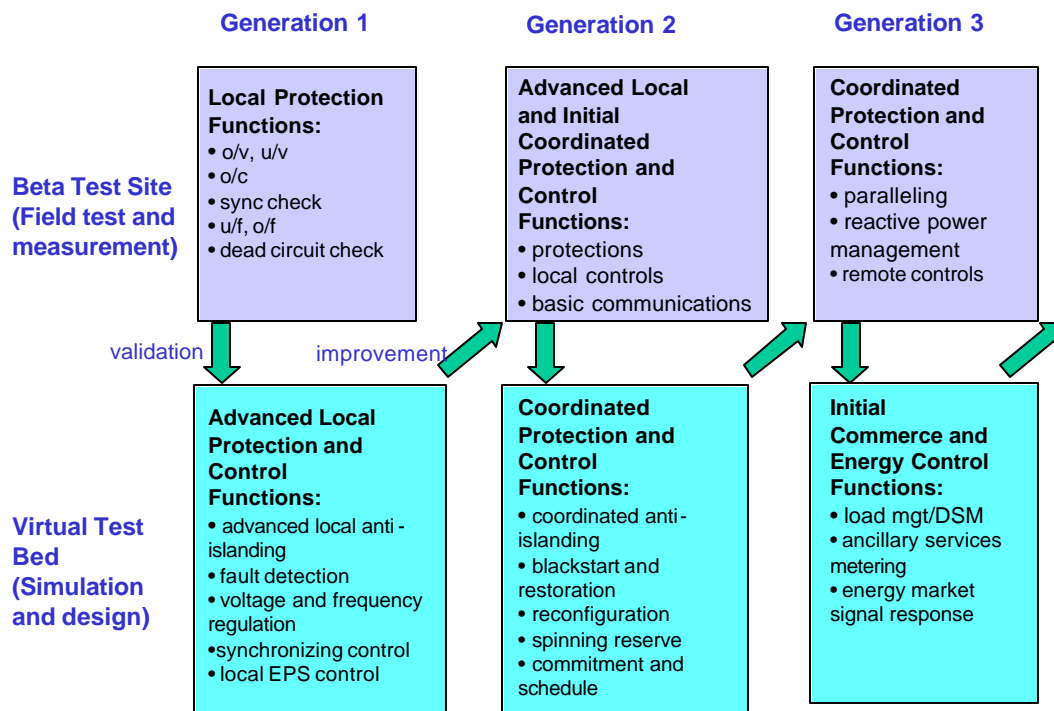 Generation 1
Generation 2
Generation 3
Beta Test Site
(Field test and
measurement)
Local Protection
Functions:
• o/v, u/v
• o/c
• sync check
• u/f, o/f
• dead circuit check
Advanced Local
and Initial
Coordinated
Protection and
Control
Functions:
• protections
• local controls
• basic communications
Coordinated
Protection and
Control
Functions:
• paralleling
• reactive power
management
• remote controls
validation
improvement
Virtual Test
Bed
(Simulation
and design)
Advanced Local
Protection and
Control
Functions:
• advanced local anti-
islanding
• fault detection
• voltage and frequency
regulation
•synchronizing control
• local EPS control
Coordinated
Protection and
Control
Functions:
• coordinated anti-
islanding
• blackstart and
restoration
• reconfiguration
• spinning reserve
• commitment and
schedule
Initial
Commerce and
Energy Control
Functions:
• load mgt/DSM
• ancillary services
metering
• energy market
signal response